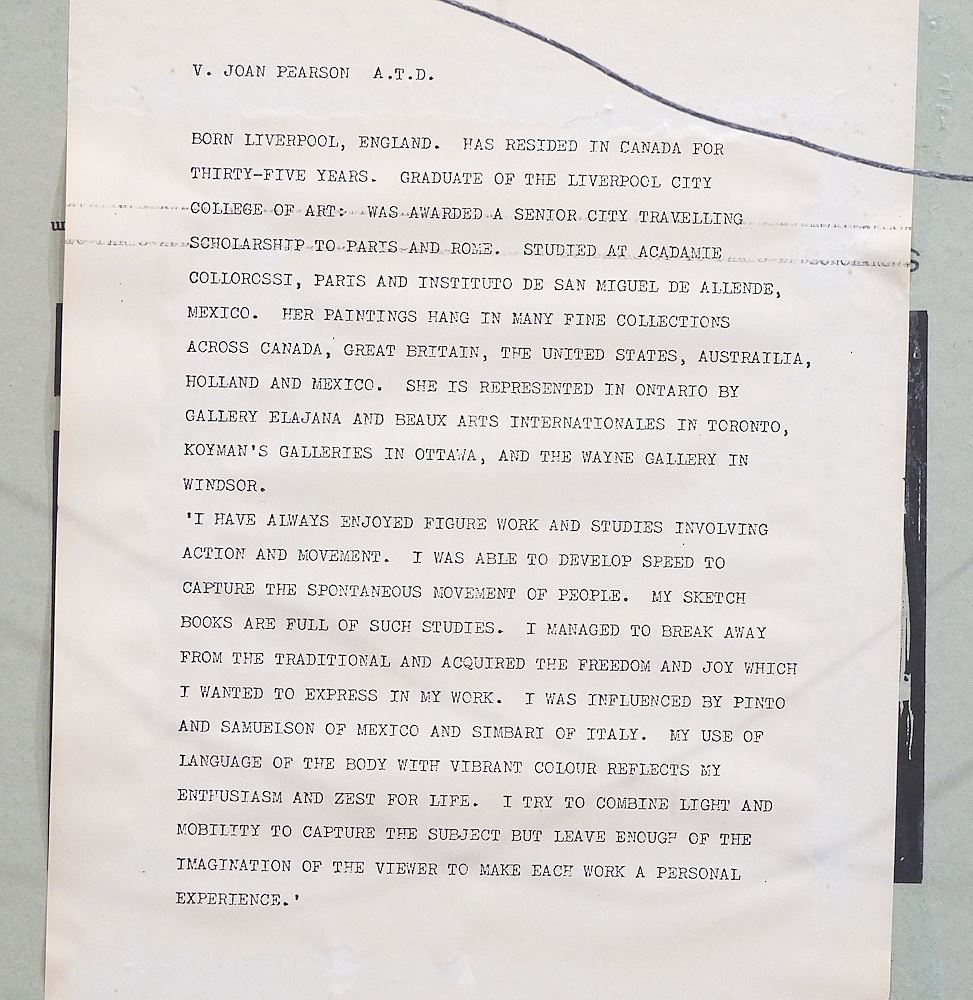 V. JOAN PEARSON A.T.D.
BORN LIVERPOOL, ENGLAND. HAS RESIDED IN CANADA FOR
THIRTY-FIVE YEARS. GRADUATE OF THE LIVERPOOL CITY
COLLEGE OF ART: WAS AWARDED A SENIOR CITY TRAVELLING
SCHOLARSHIP TO PARIS AND ROME. STUDIED AT ACADAMIE
COLLOROSSI, PARIS AND INSTITUTO DE SAN MIGUEL DE ALLENDE,
MEXICO. HER PAINTINGS HANG IN MANY FINE COLLECTIONS
ACROSS CANADA, GREAT BRITAIN, THE UNITED STATES, AUSTRAILIA,
HOLLAND AND MEXICO. SHE IS REPRESENTED IN ONTARIO BY
GALLERY ELAJANA AND BEAUX ARTS INTERNATIONALES IN TORONTO,
KOYMAN'S GALLERIES IN OTTAWA, AND THE WAYNE GALLERY IN
WINDSOR.
'I HAVE ALWAYS ENJOYED FIGURE WORK AND STUDIES INVOLVING
ACTION AND MOVEMENT. I WAS ABLE TO DEVELOP SPEED TO
CAPTURE THE SPONTANEOUS MOVEMENT OF PEOPLE. MY SKETCH
BOOKS ARE FULL OF SUCH STUDIES. I MANAGED TO BREAK AWAY
FROM THE TRADITIONAL AND ACQUIRED THE FREEDOM AND JOY WHICH
I WANTED TO EXPRESS IN MY WORK. I WAS INFLUENCED BY PINTO
AND SAMUELSON OF MEXICO AND SIMBARI OF ITALY. MY USE OF
LANGUAGE OF THE BODY WITH VIBRANT COLOUR REFLECTS MY
ENTHUSIASM AND ZEST FOR LIFE. I TRY TO COMBINE LIGHT AND
MOBILITY TO CAPTURE THE SUBJECT BUT LEAVE ENOUGH OF THE
IMAGINATION OF THE VIEWER TO MAKE EACH WORK A PERSONAL
EXPERIENCE.'